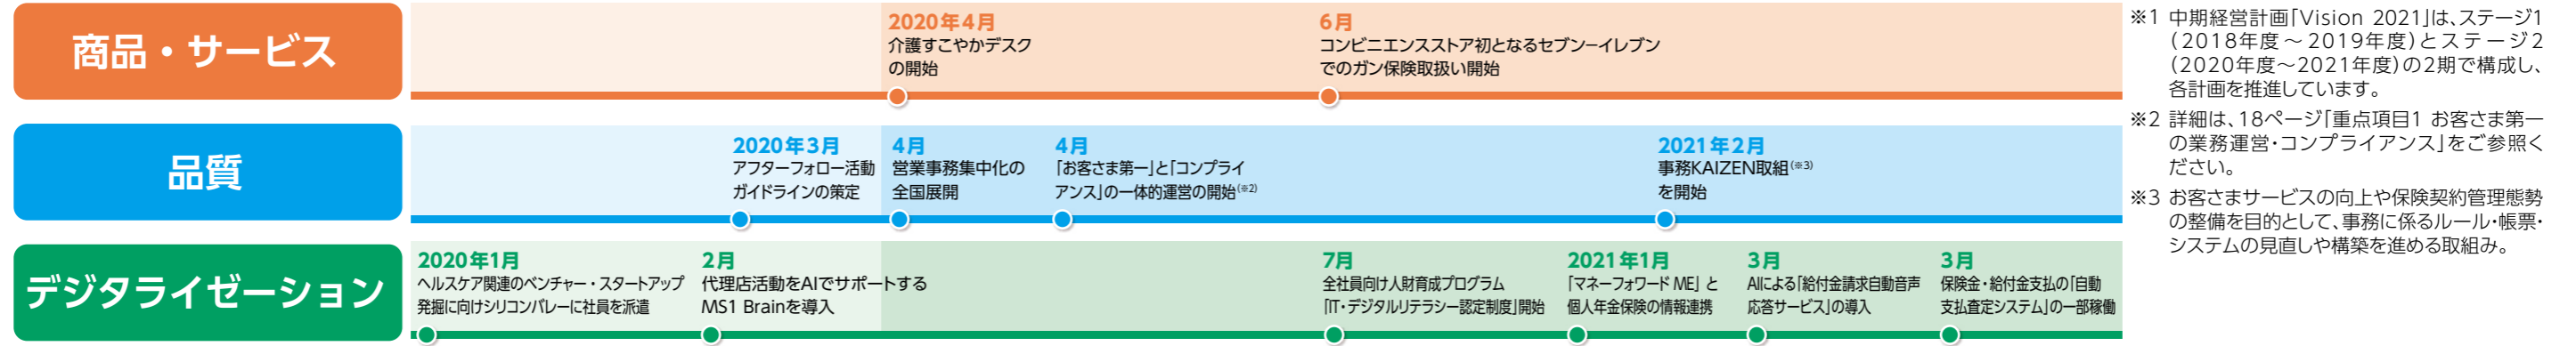 商品・サービス
2020年4月
介護すこやかデスク
の開始
6月
コンビニエンスストア初となるセブン−イレブン
でのガン保険取扱い開始
品質
2020年3月
アフターフォロー活動
ガイドラインの策定
4月
営業事務集中化の
全国展開
4月
「お客さま第一」と「コンプライ
アンス」の一体的運営の開始(※2)
2021年2月
事務KAIZEN取組(※3)
を開始
デジタライゼーション
2020年1月
ヘルスケア関連のベンチャー・スタートアップ
発掘に向けシリコンバレーに社員を派遣
2月
代理店活動をAIでサポートする
MS1 Brainを導入
7月
全社員向け人財育成プログラム
「IT・デジタルリテラシー認定制度」開始
2021年1月
「マネーフォワード ME」と
個人年金保険の情報連携
3月
AIによる「給付金請求自動音声
応答サービス」の導入
3月
保険金・給付金支払の「自動
支払査定システム」の一部稼働
※1 中期経営計画「Vision 2021」は、ステージ1
(2018年度～2019年度)とステージ2
(2020年度～2021年度)の2期で構成し、
各計画を推進しています。
※2 詳細は、18ページ「重点項目1 お客さま第一
の業務運営・コンプライアンス」をご参照く
ださい。
※3 お客さまサービスの向上や保険契約管理態勢
の整備を目的として、事務に係るルール・帳票・
システムの見直しや構築を進める取組み。